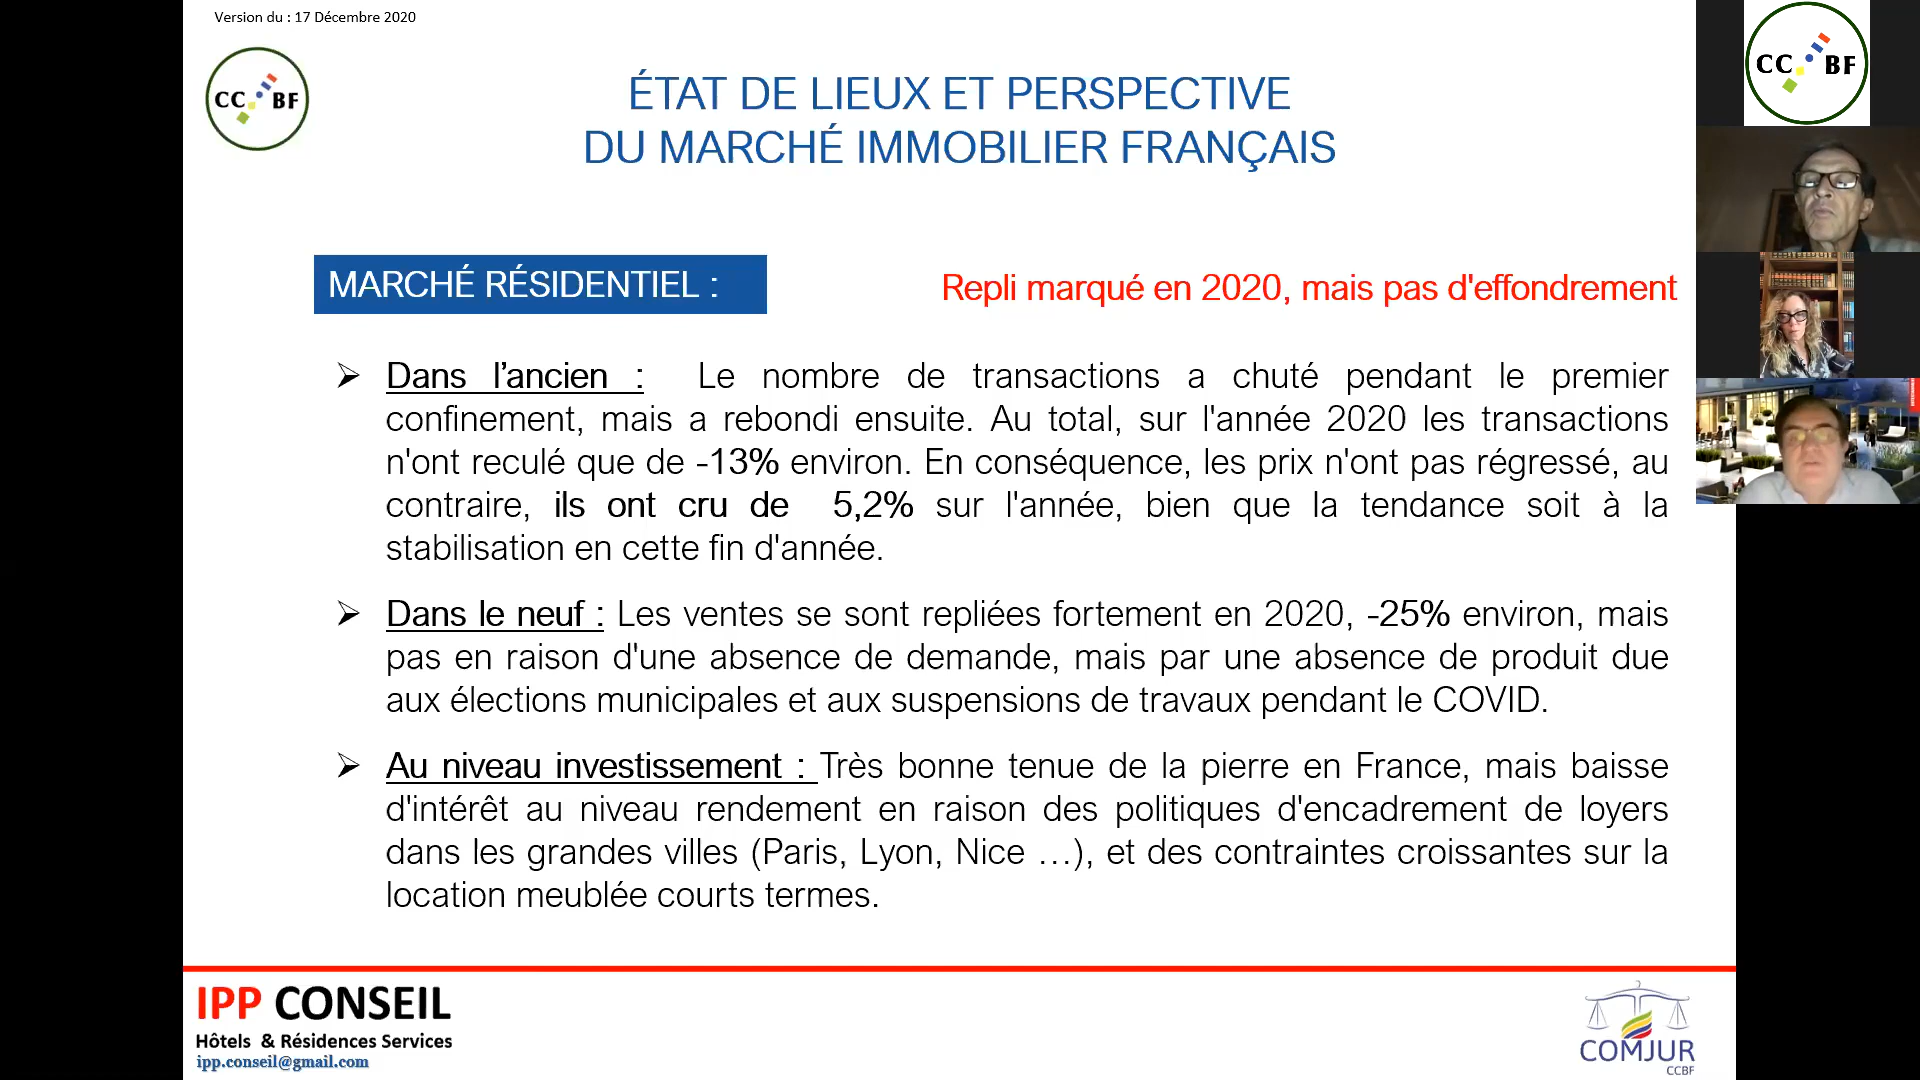 Version du : 17 Décembre 2020
CC BF
ÉTAT DE LIEUX ET PERSPECTIVE
DU MARCHÉ IMMOBILIER FRANÇAIS
MARCHÉ RÉSIDENTIEL :
Repli marqué en 2020, mais pas d'effondrement
➢ Dans l’ancien : Le nombre de transactions a chuté pendant le premier
confinement, mais a rebondi ensuite. Au total, sur l'année 2020 les transactions
n'ont reculé que de -13% environ. En conséquence, les prix n'ont pas régressé, au
contraire, ils ont cru de 5,2% sur l'année, bien que la tendance soit à la
stabilisation en cette fin d'année.
➢ Dans le neuf : Les ventes se sont repliées fortement en 2020, -25% environ, mais
pas en raison d'une absence de demande, mais par une absence de produit due
aux élections municipales et aux suspensions de travaux pendant le COVID.
➢ Au niveau investissement : Très bonne tenue de la pierre en France, mais baisse
d'intérêt au niveau rendement en raison des politiques d'encadrement de loyers
dans les grandes villes (Paris, Lyon, Nice …), et des contraintes croissantes sur la
location meublée courts termes.
IPP CONSEIL
Hôtels & Résidences Services
ipp.conseil@gmail.com
COMJUR
CCBF
CC BF